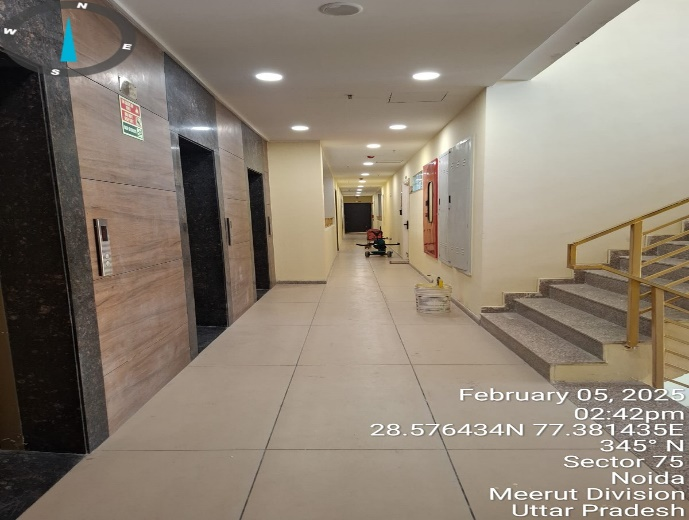 N
W
E
S
February 05, 2025
02:42pm
28.576434N 77.381435E
345° N
Sector 75
Noida
Meerut Division
Uttar Pradesh